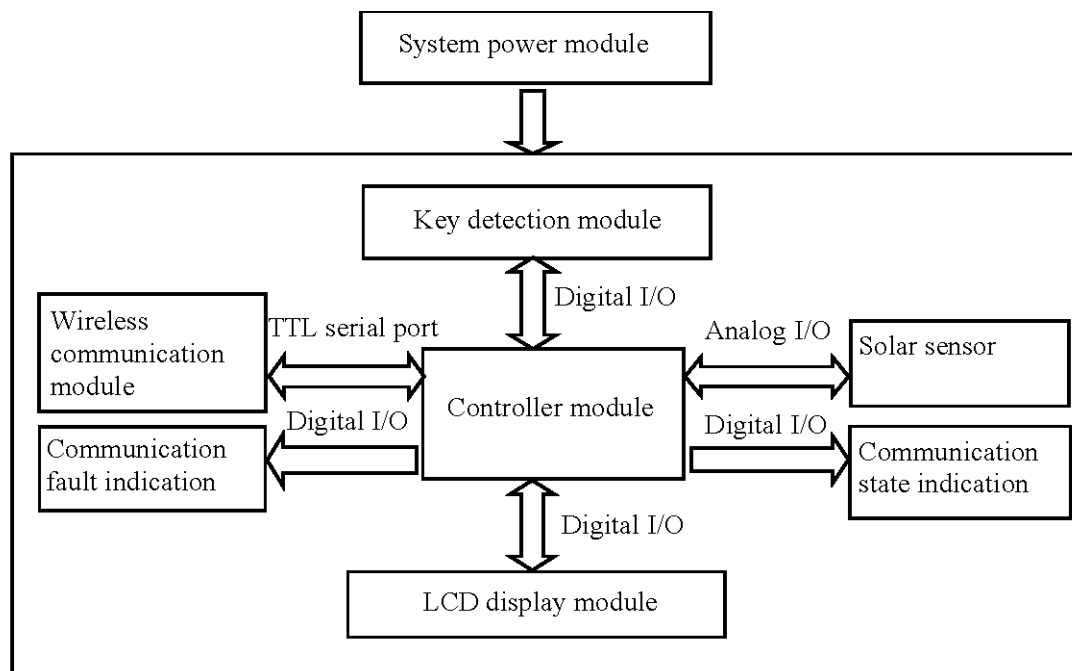 System power module
Key detection module
Digital I/O
Wireless
communication
module
TTL serial port
Analog I/O
Solar sensor
Controller module
Digital I/O
Digital I/O
Communication
fault indication
Communication
state indication
Digital I/O
LCD display module